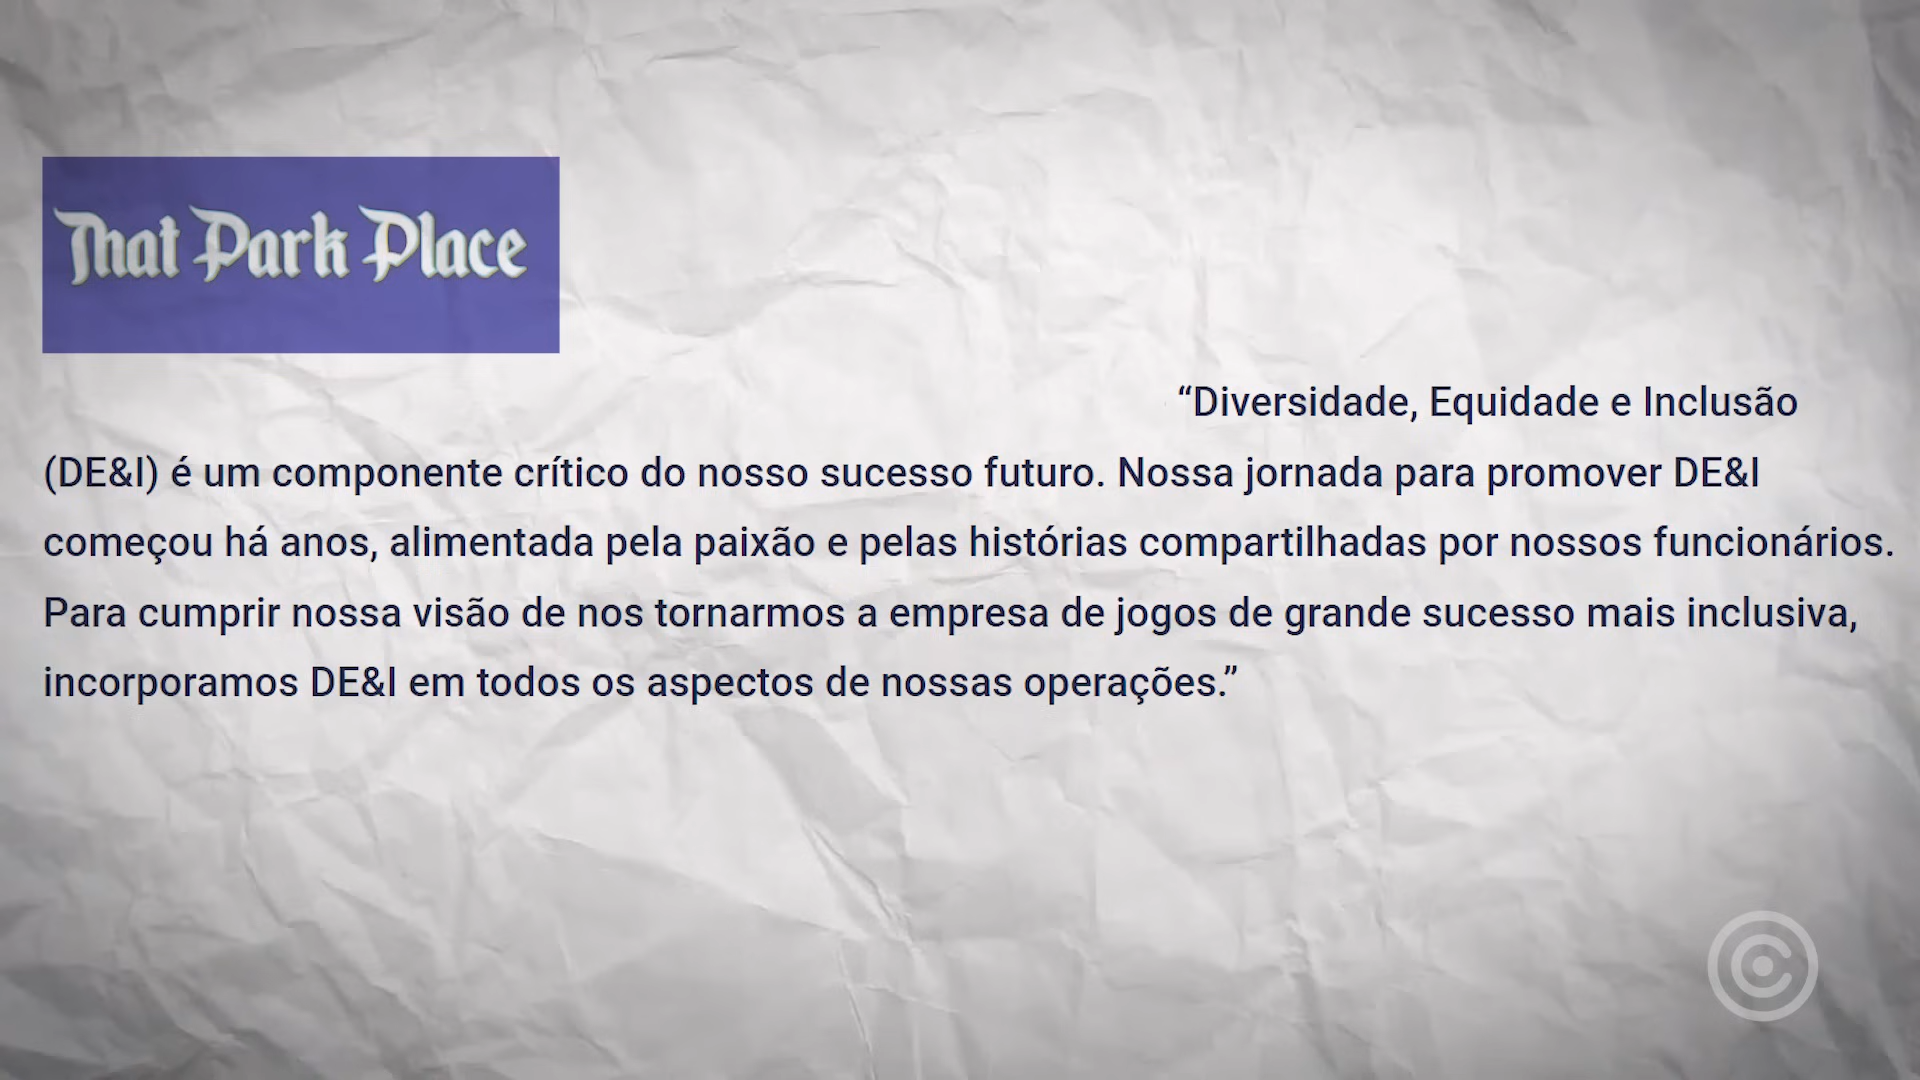 That Park Place
“Diversidade, Equidade e Inclusão
(DE&I) é um componente crítico do nosso sucesso futuro. Nossa jornada para promover DE&I
começou há anos, alimentada pela paixão e pelas histórias compartilhadas por nossos funcionários.
Para cumprir nossa visão de nos tornarmos a empresa de jogos de grande sucesso mais inclusiva,
incorporamos DE&I em todos os aspectos de nossas operações.”